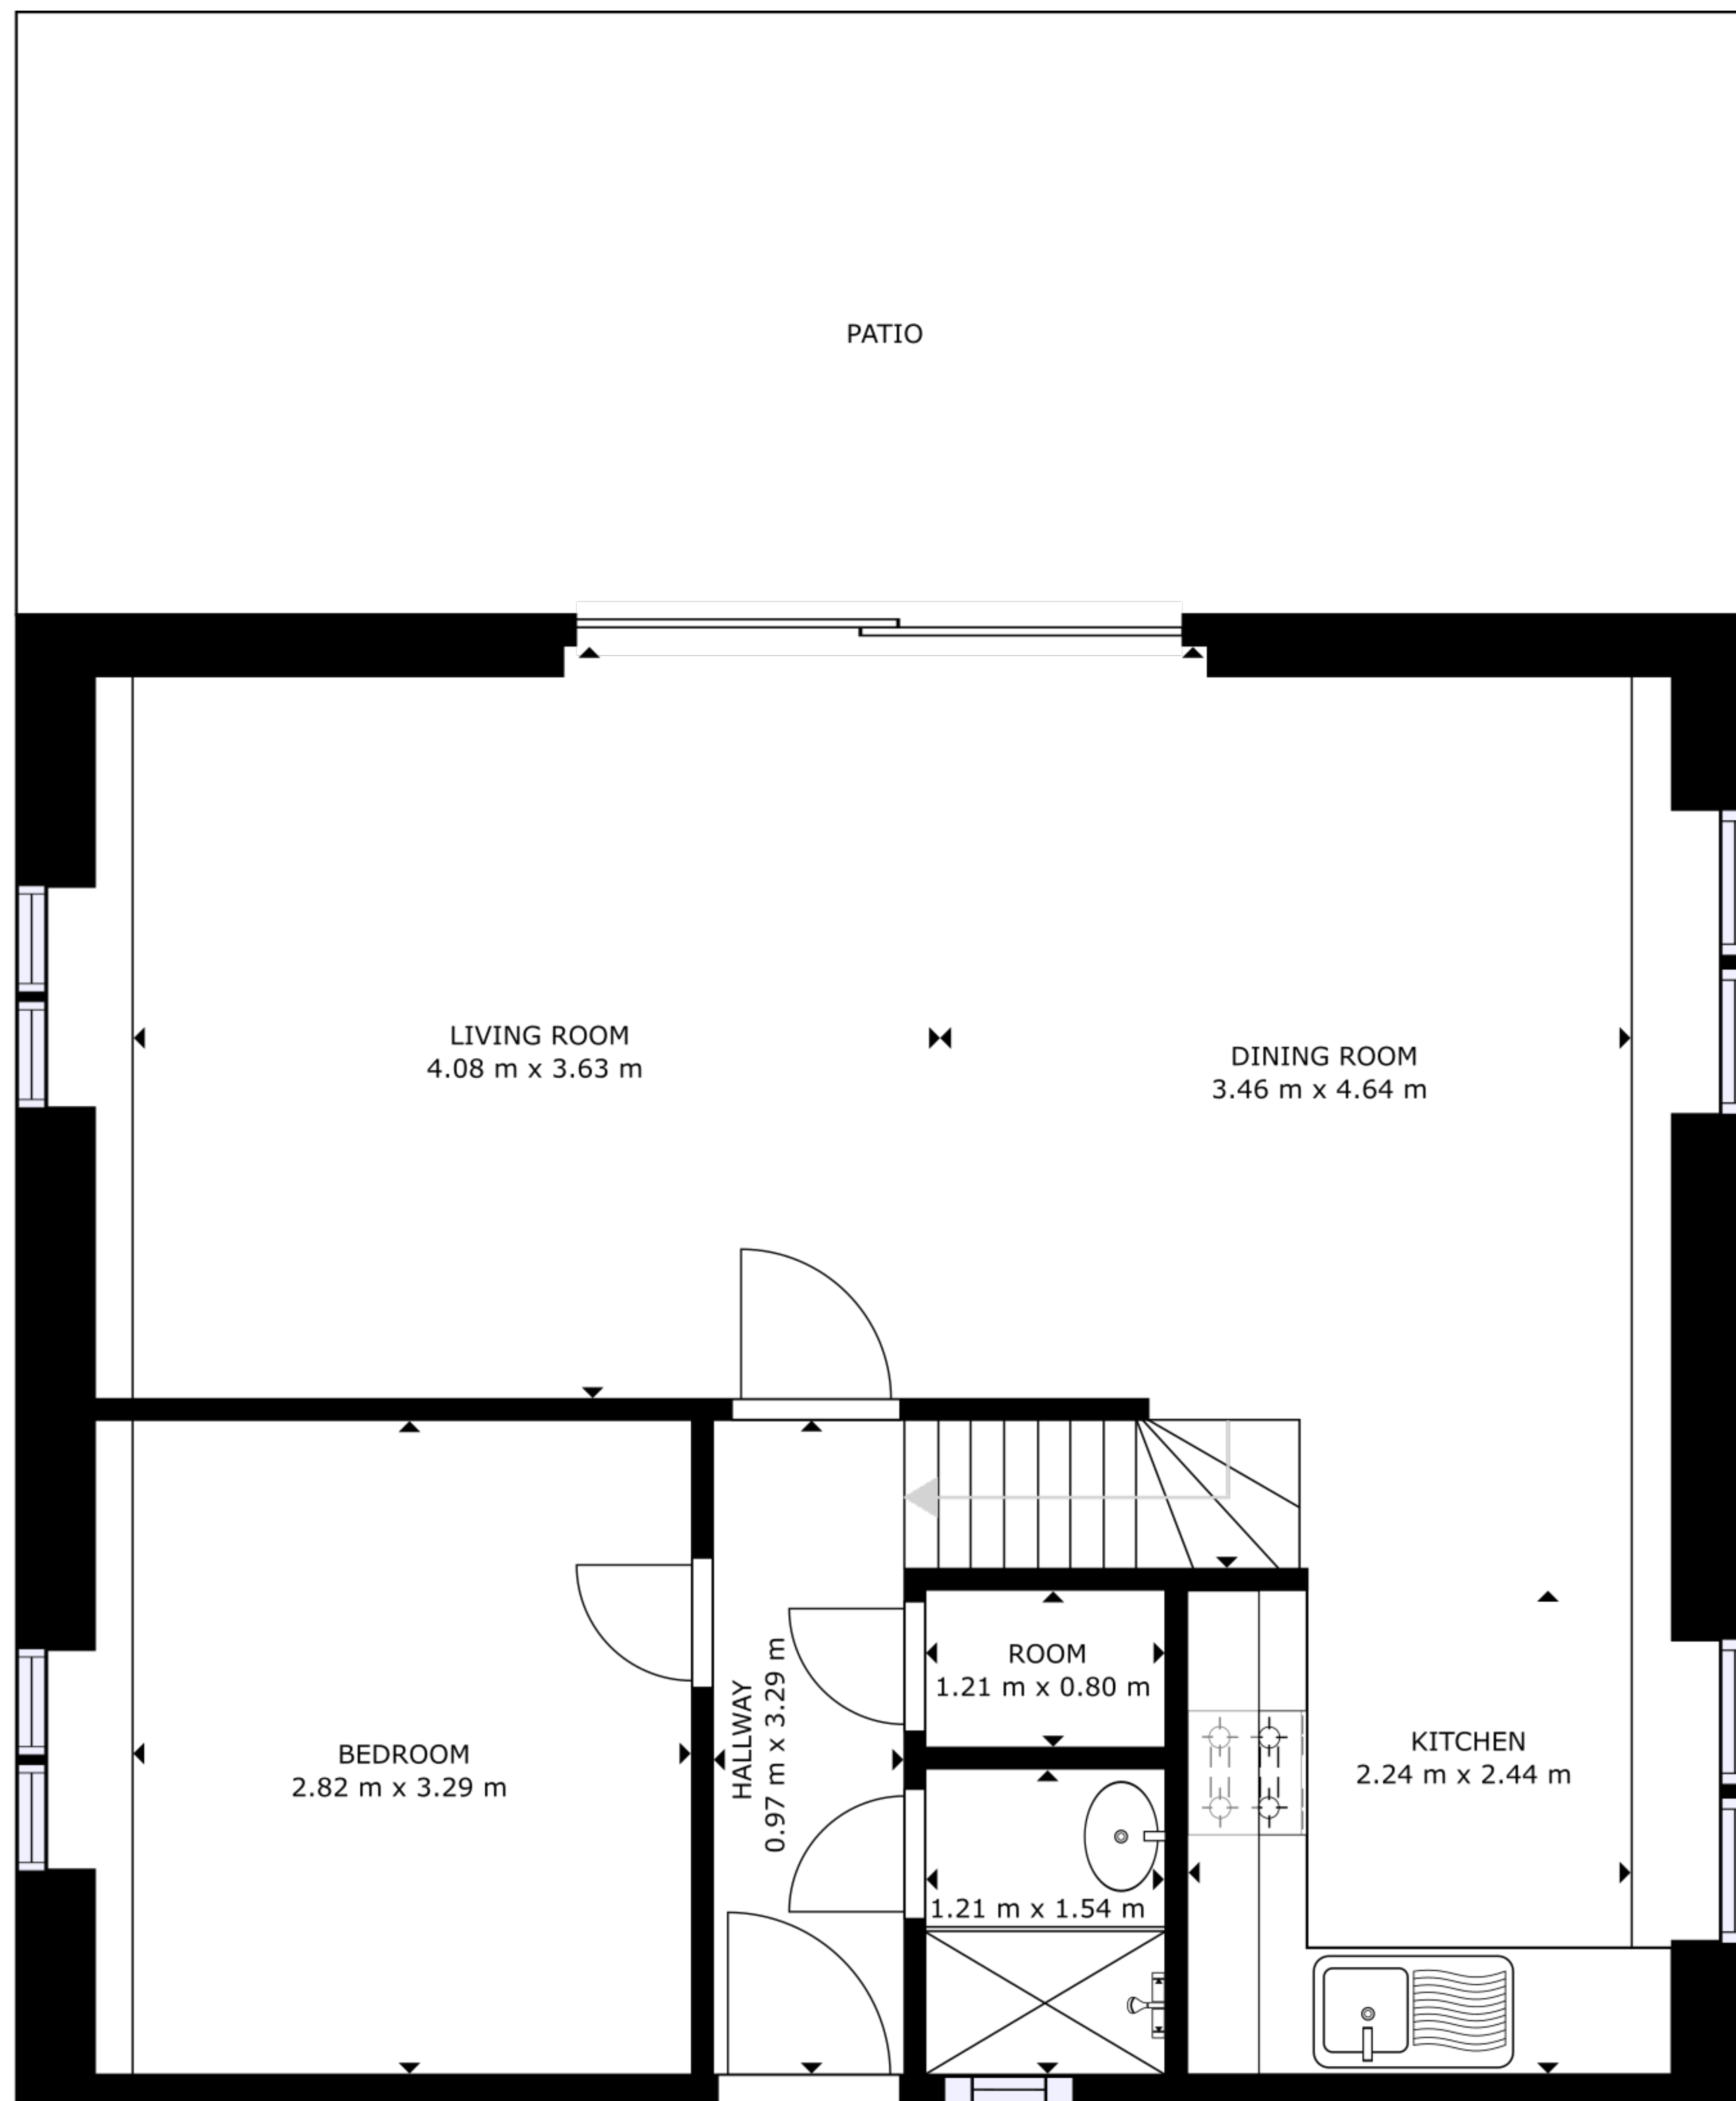 PATIO
LIVING ROOM
4.08 m x 3.63 m
DINING ROOM
3.46 m x 4.64 m
BEDROOM
2.82 m x 3.29 m
HALLWAY
0.97 m x 3.29 m
ROOM
1.21 m x 0.80 m
1.21 m x 1.54 m
KITCHEN
2.24 m x 2.44 m